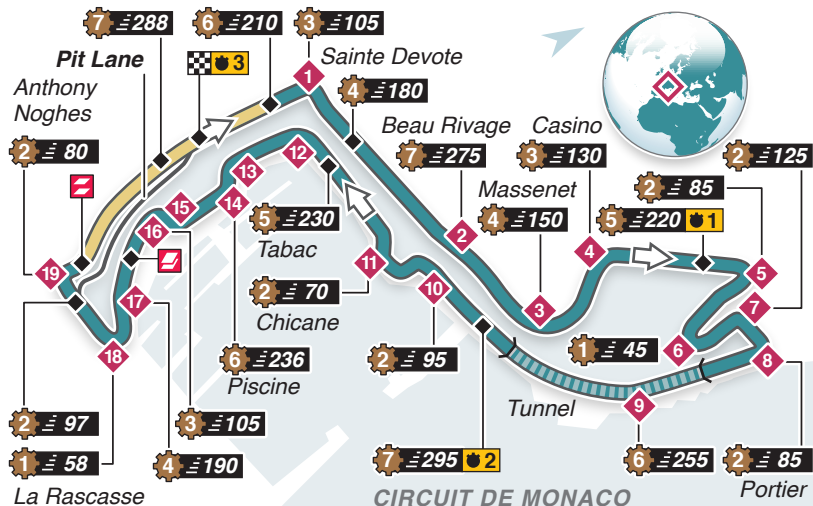 7 288
6 210
3 105
Pit Lane
3
1
Sainte Devote
Anthony
Noghes
4 180
Beau Rivage
Casino
2 80
7 275
3 130
2 125
Massenet
2 85
4 150
5 220 1
12
13
14
15
16
5 230
Tabac
2
4
5
19
11
2 70
Chicane
10
3
7
17
18
6 236
Piscine
2 95
1 45
6
8
Tunnel
9
2 97
3 105
1 58
4 190
7 295 2
6 255
2 85
La Rascasse
CIRCUIT DE MONACO
Portier